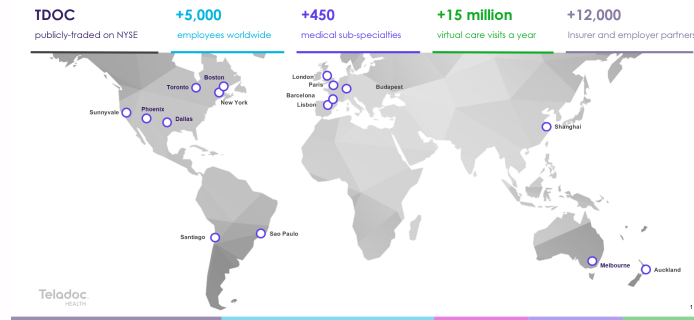 TDOC
publicly-traded on NYSE
+5,000
employees worldwide
+450
medical sub-specialties
+15 million
virtual care visits a year
+12,000
Insurer and employer partners
Boston
Toronto
New York
Sunnyvale
Phoenix
Dallas
London
Paris
Budapest
Barcelona
Lisbon
Shanghai
Santiago
Sao Paulo
Melbourne
Auckland
Teladoc
HEALTH
1